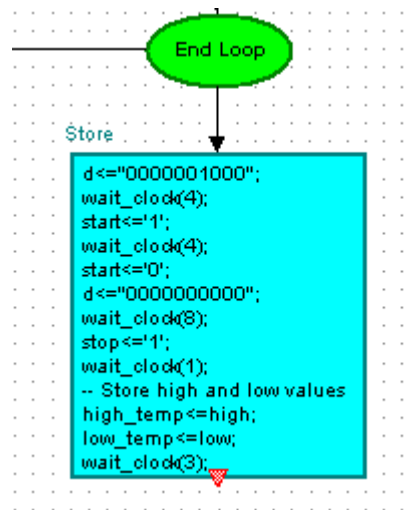 End Loop
Store
d<="0000001000";
wait_clock(4);
start<='1';
wait_clock(4);
start<='0';
d<="0000000000";
wait_clock(8);
stop<='1';
wait_clock(1);
-- Store high and low values
high_temp<=high;
low_temp<=low;
wait_clock(3);